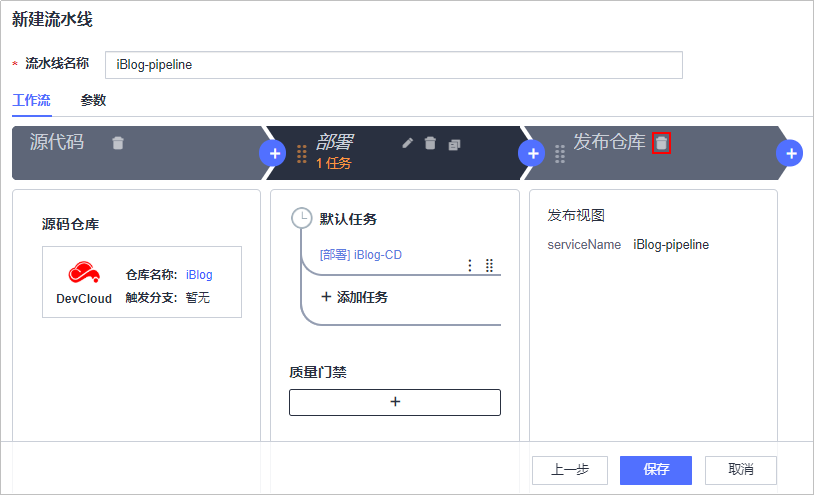 新建流水线
* 流水线名称 iBlog-pipeline
工作流 参数
源代码 部署 发布仓库
1 任务
源码仓库
DevCloud
仓库名称： iBlog
触发分支： 暂无
默认任务
[部署] iBlog-CD
+ 添加任务
质量门禁
+
发布视图
serviceName iBlog-pipeline
上一步 保存 取消